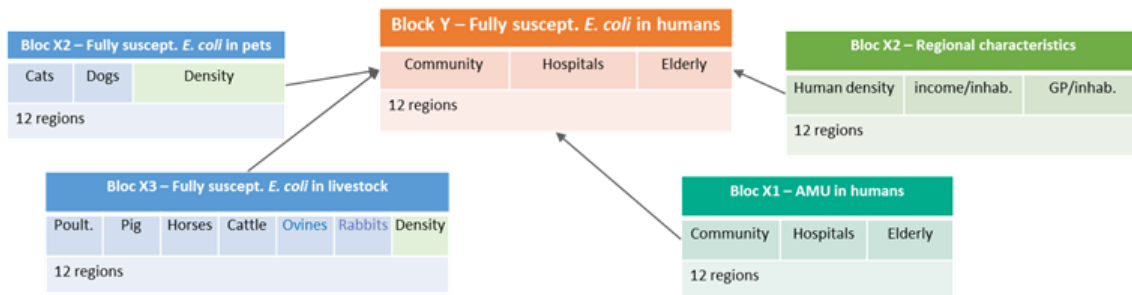 Block Y – Fully suscept. E. coli in humans
Community Hospitals Elderly
12 regions
Bloc X2 – Fully suscept. E. coli in pets
Cats Dogs Density
12 regions
Bloc X2 – Regional characteristics
Human density income/inhab. GP/inhab.
12 regions
Bloc X3 – Fully suscept. E. coli in livestock
Poult. Pig Horses Cattle Ovines Rabbits Density
12 regions
Bloc X1 – AMU in humans
Community Hospitals Elderly
12 regions